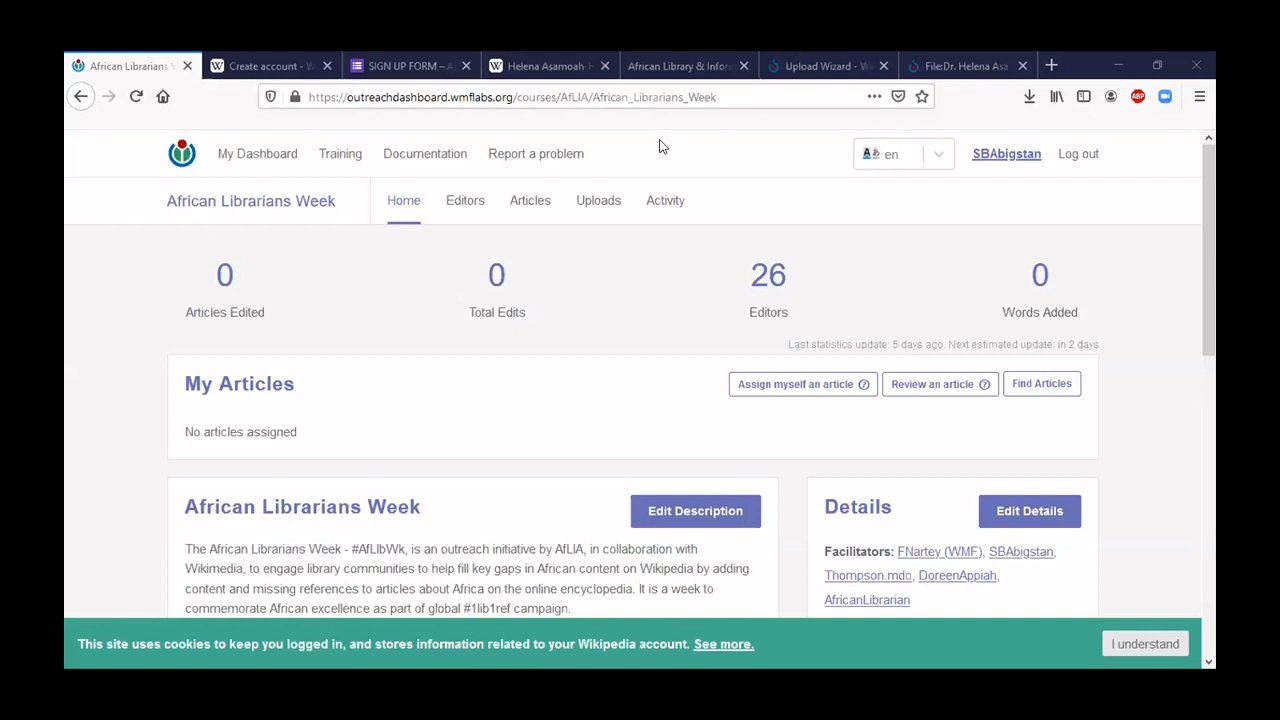 African Librarians W
Create account - W
SIGN UP FORM –
Helena Asamoah-H
African Library & Infor
Upload Wizard - W
File:Dr. Helena Asa
https://outreachdashboard.wmflabs.org/courses/AfLIA/African_Librarians_Week
My Dashboard Training Documentation Report a problem en SBAbigstan Log out
African Librarians Week Home Editors Articles Uploads Activity
0 0 26 0
Articles Edited Total Edits Editors Words Added
Last statistics update: 5 days ago. Next estimated update: in 2 days
My Articles Assign myself an article ? Review an article ? Find Articles
No articles assigned
African Librarians Week Edit Description
The African Librarians Week - #AfLIbWk, is an outreach initiative by AfLIA, in collaboration with
Wikimedia, to engage library communities to help fill key gaps in African content on Wikipedia by adding
content and missing references to articles about Africa on the online encyclopedia. It is a week to
commemorate African excellence as part of global #1lib1ref campaign.
Details Edit Details
Facilitators: FNartey (WMF), SBAbigstan,
Thompson.mdo, DoreenAppiah,
AfricanLibrarian
This site uses cookies to keep you logged in, and stores information related to your Wikipedia account. See more. I understand